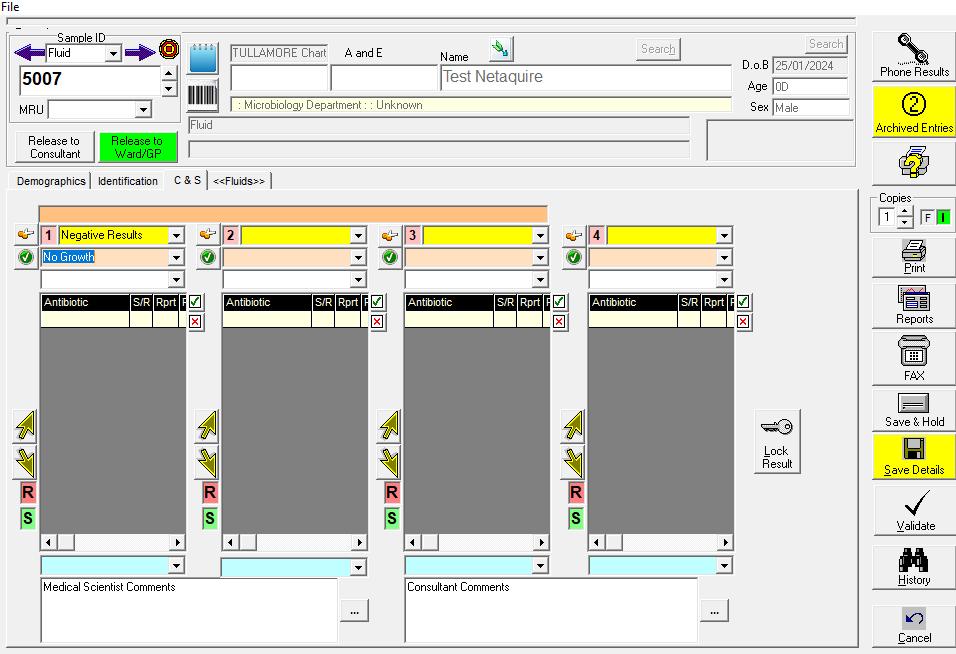 File
Sample ID
Fluid
5007
MRU
Release to
Consultant
Release to
Ward/GP
TULLAMORE Chart
A and E
Name
Search
Test Netaquire
: Microbiology Department : : Unknown
Fluid
Search
D.o.B 25/01/2024
Age 0D
Sex Male
Phone Results
2
Archived Entries
Copies
1
F I
Print
Reports
FAX
Save & Hold
Save Details
Validate
History
Cancel
Demographics Identification C & S <<Fluids>>
1 Negative Results 2 3 4
No Growth
Antibiotic S/R Rprt Antibiotic S/R Rprt Antibiotic S/R Rprt Antibiotic S/R Rprt
R R R R
S S S S
Lock
Result
Medical Scientist Comments
...
Consultant Comments
...